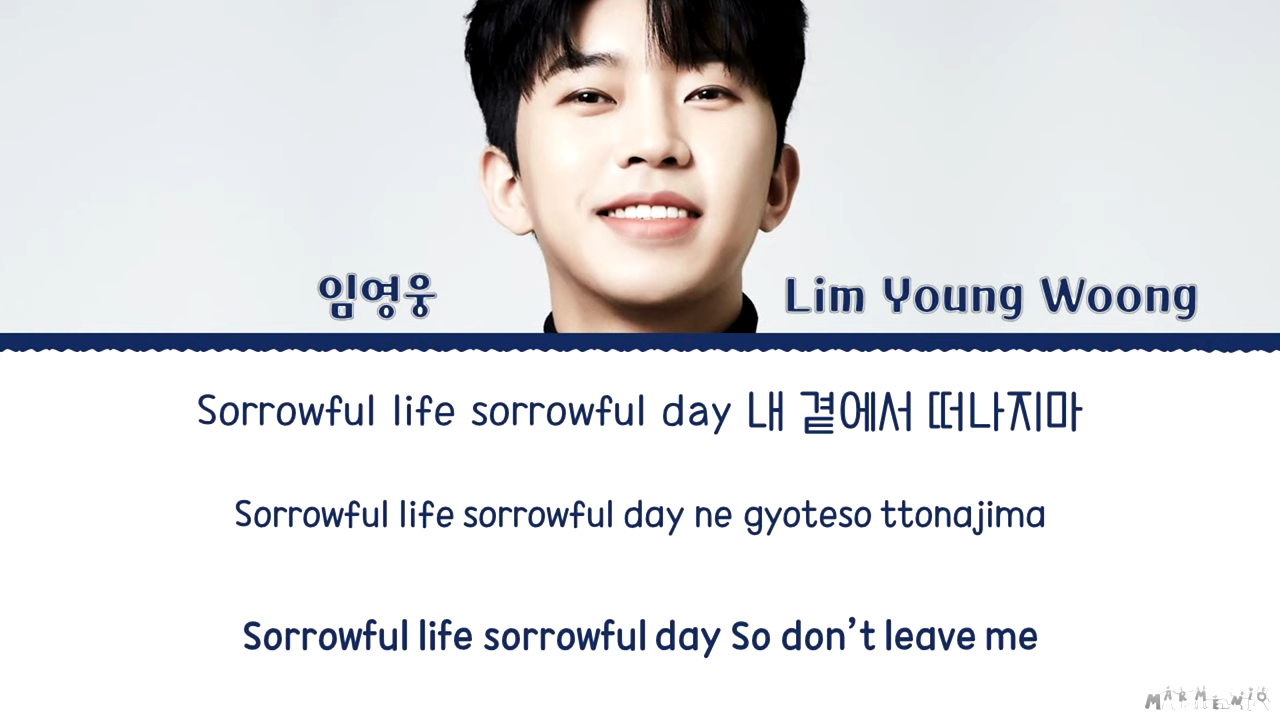 임영웅 Lim Young Woong
Sorrowful life sorrowful day 내 곁에서 떠나지마
Sorrowful life sorrowful day ne gyoteso ttonajima
Sorrowful life sorrowful day So don't leave me